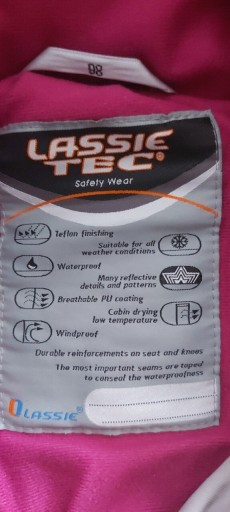 98
LASSIE
TEC®
Safety Wear
Teflon finishing
Suitable for all
weather conditions
Waterproof
Many reflective
details and patterns
Breathable PU coating
Cabin drying
low temperature
Windproof
Durable reinforcements on seat and knees
The most important seams are taped
to canseal the waterproofness
LASSIE®